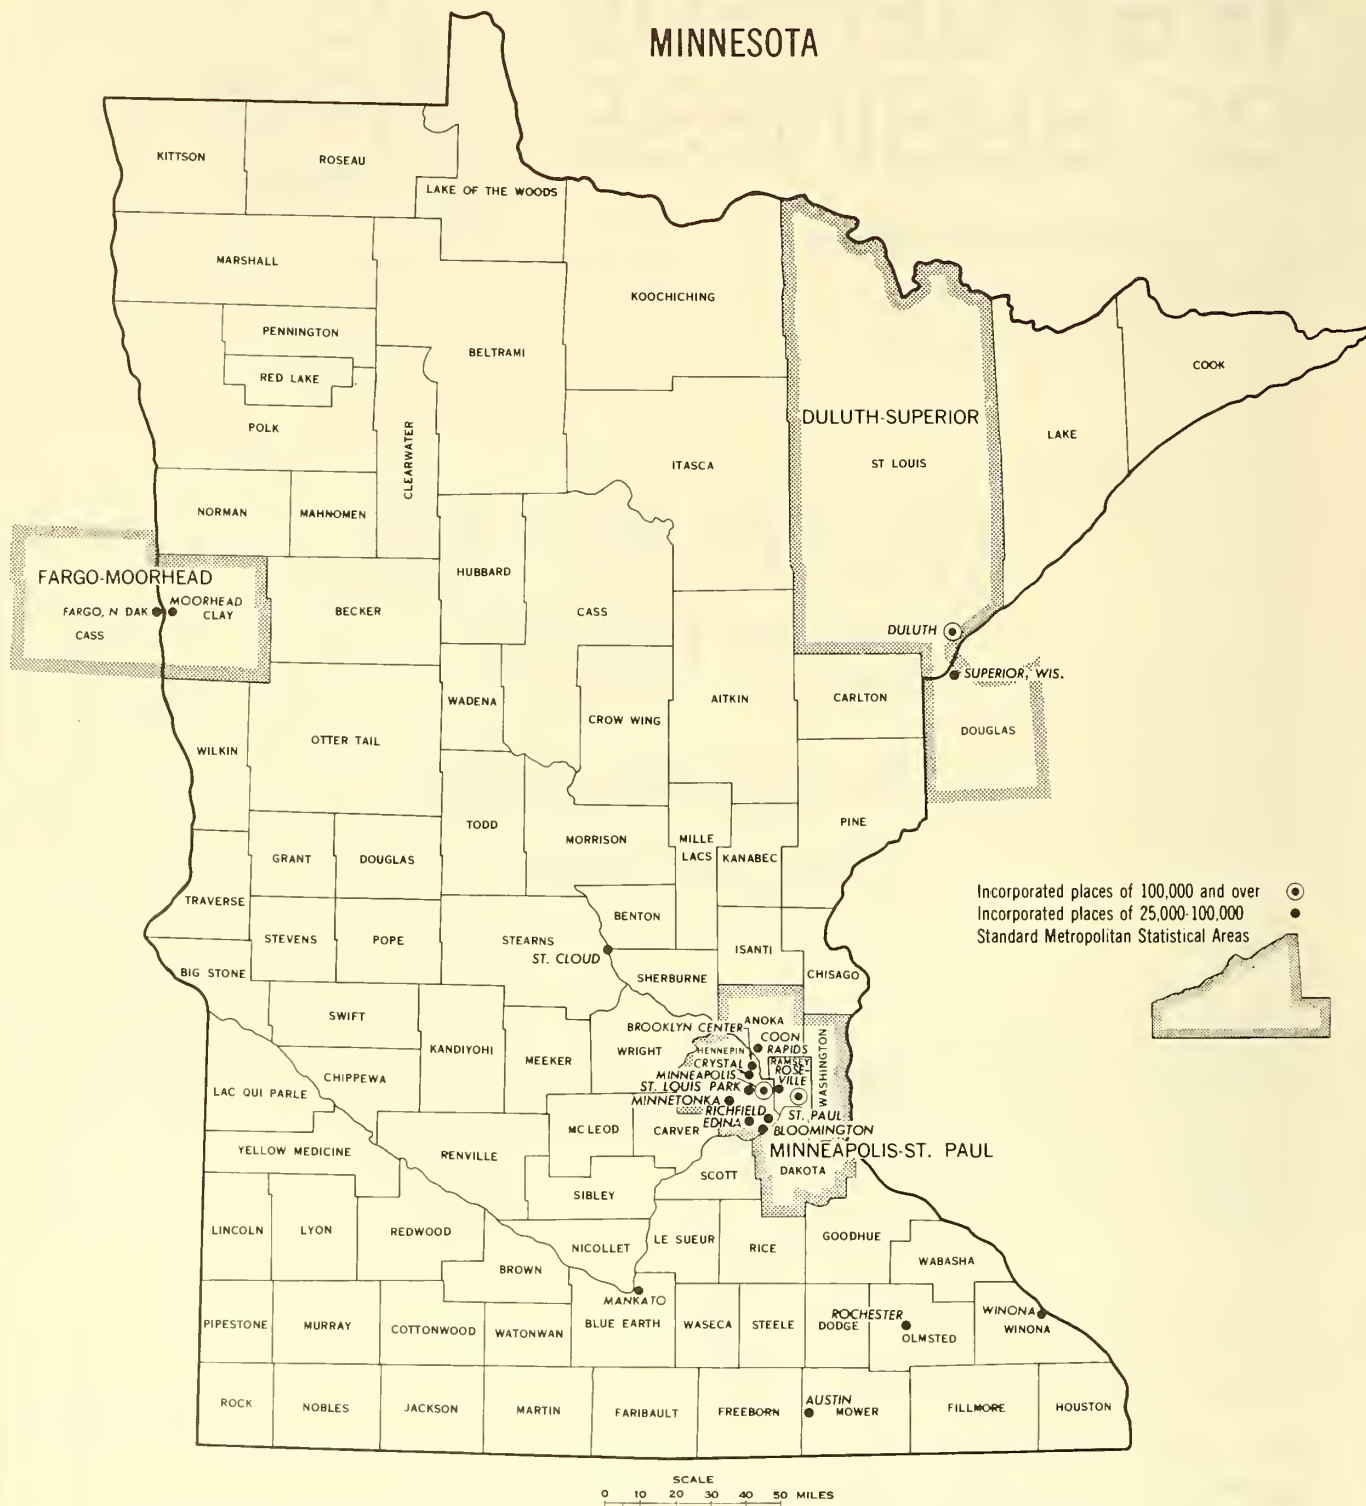 MINNESOTA
KITTSON
ROSEAU
LAKE OF THE WOODS
MARSHALL
KOOCHICHING
PENNINGTON
BELTRAMI
RED LAKE
COOK
POLK
CLEARWATER
DULUTH-SUPERIOR
LAKE
ITASCA
ST LOUIS
NORMAN
MAHNOMEN
FARGO-MOORHEAD
HUBBARD
FARGO, N DAK
MOORHEAD
CLAY
CASS
BECKER
CASS
DULUTH
SUPERIOR, WIS.
WADENA
AITKIN
CARLTON
CROW WING
DOUGLAS
WILKIN
OTTER TAIL
TODD
MORRISON
MILLE
LACS
PINE
GRANT
DOUGLAS
KANABEC
Incorporated places of 100,000 and over
Incorporated places of 25,000-100,000
Standard Metropolitan Statistical Areas
TRAVERSE
BENTON
STEVENS
POPE
STEARNS
ST. CLOUD
ISANTI
BIG STONE
SHERBURNE
CHISAGO
SWIFT
ANOKA
BROOKLYN CENTER
COON
RAPIDS
KANDIYOHI
MEEKER
WRIGHT
HENNEPIN
CRYSTAL
RAMSEY
ROSE-
VILLE
WASHINGTON
MINNEAPOLIS
CHIPPEWA
LAC QUI PARLE
ST. LOUIS PARK
MINNETONKA
RICHFIELD
ST. PAUL
EDINA
BLOOMINGTON
MC LEOD
CARVER
YELLOW MEDICINE
RENVILLE
MINNEAPOLIS-ST. PAUL
SCOTT
DAKOTA
SIBLEY
LINCOLN
LYON
REDWOOD
NICOLLET
LE SUEUR
RICE
GOODHUE
BROWN
WABASHA
MANKATO
BLUE EARTH
ROCHESTER
WINONA
WINONA
PIPESTONE
MURRAY
COTTONWOOD
WATONWAN
WASECA
STEELE
DODGE
OLMSTED
ROCK
NOBLES
JACKSON
MARTIN
FARIBAULT
FREEBORN
AUSTIN
MOWER
FILLMORE
HOUSTON
SCALE
0 10 20 30 40 50 MILES